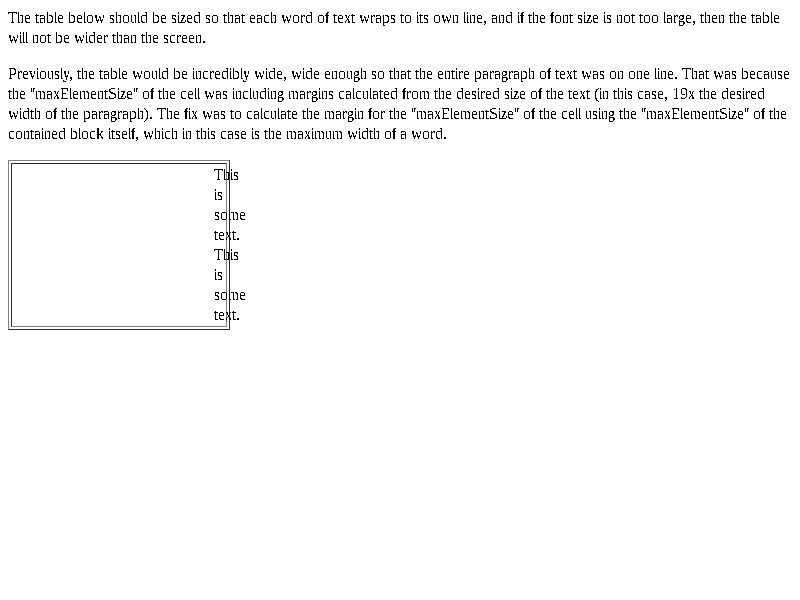 The table below should be sized so that each word of text wraps to its own line, and if the font size is not too large, then the table
will not be wider than the screen.
Previously, the table would be incredibly wide, wide enough so that the entire paragraph of text was on one line. That was because
the "maxElementSize" of the cell was including margins calculated from the desired size of the text (in this case, 19x the desired
width of the paragraph). The fix was to calculate the margin for the "maxElementSize" of the cell using the "maxElementSize" of the
contained block itself, which in this case is the maximum width of a word.
This
is
some
text.
This
is
some
text.